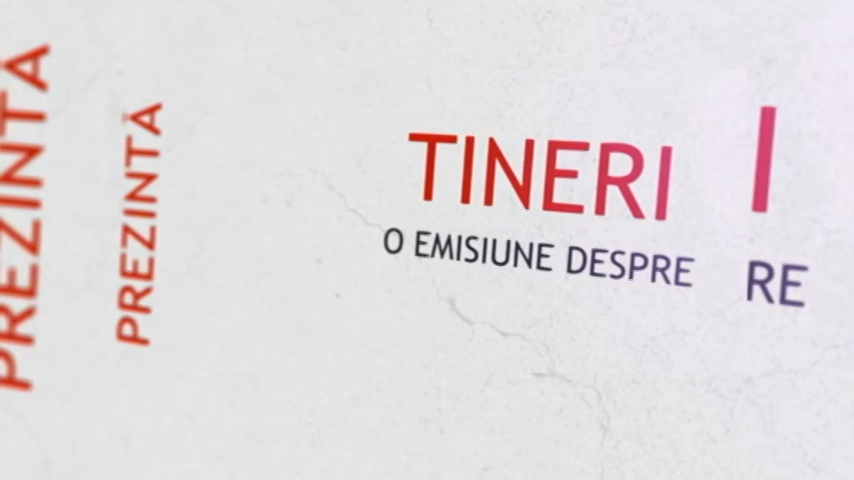 PREZINTĂ
PREZINTĂ
TINERI I
O EMISIUNE DESPRE RE